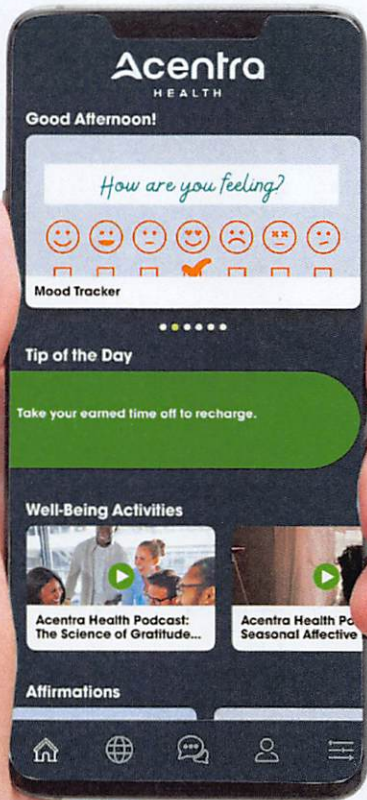 Acentra
HEALTH
Good Afternoon!
How are you feeling?
Mood Tracker
Tip of the Day
Take your earned time off to recharge.
Well-Being Activities
Acentra Health Podcast:
The Science of Gratitude...
Acentra Health Po
Seasonal Affective
Affirmations